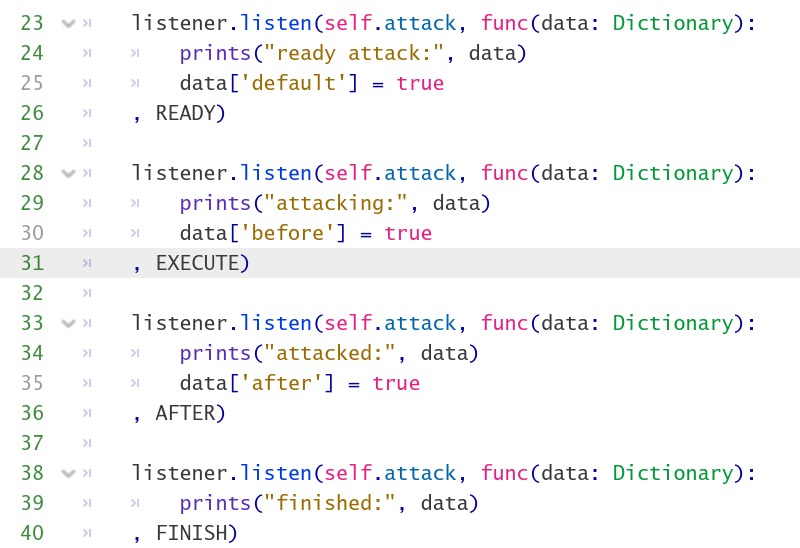 23 listener.listen(self.attack, func(data: Dictionary):
24 prints("ready attack:", data)
25 data['default'] = true
26 , READY)
27
28 listener.listen(self.attack, func(data: Dictionary):
29 prints("attacking:", data)
30 data['before'] = true
31 , EXECUTE)
32
33 listener.listen(self.attack, func(data: Dictionary):
34 prints("attacked:", data)
35 data['after'] = true
36 , AFTER)
37
38 listener.listen(self.attack, func(data: Dictionary):
39 prints("finished:", data)
40 , FINISH)